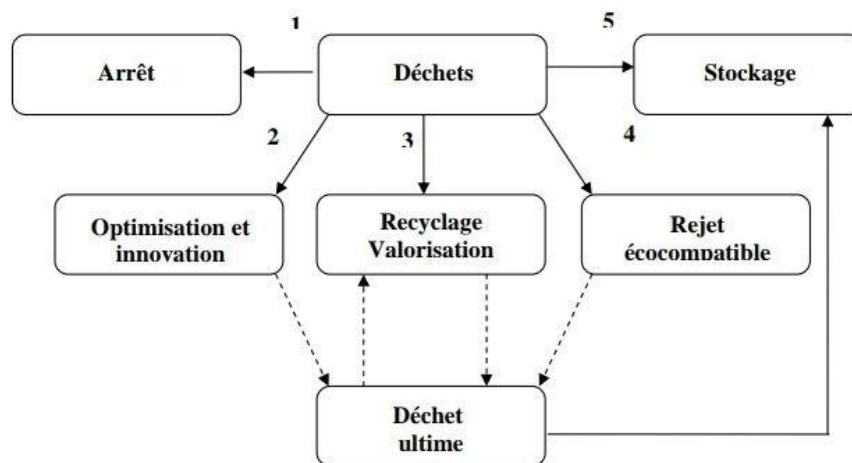 1
5
Arrêt
Déchets
Stockage
2
3
4
Optimisation et
innovation
Recyclage
Valorisation
Rejet
écocompatible
Déchet
ultime